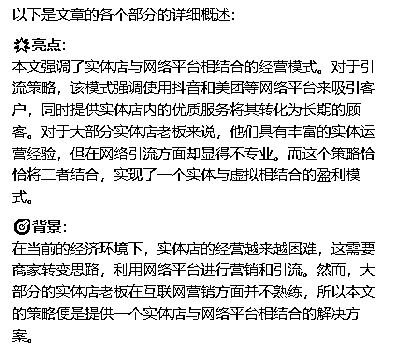 以下是文章的各个部分的详细概述：
亮点：
本文强调了实体店与网络平台相结合的经营模式。对于引
流策略，该模式强调使用抖音和美团等网络平台来吸引客
户，同时提供实体店内的优质服务将其转化为长期的顾
客。对于大部分实体店老板来说，他们具有丰富的实体运
营经验，但在网络引流方面却显得不专业。而这个策略恰
恰将二者结合，实现了一个实体与虚拟相结合的盈利模
式。
背景：
在当前的经济环境下，实体店的经营越来越困难，这需要
商家转变思路，利用网络平台进行营销和引流。然而，大
部分的实体店老板在互联网营销方面并不熟练，所以本文
的策略便是提供一个实体店与网络平台相结合的解决方
案。